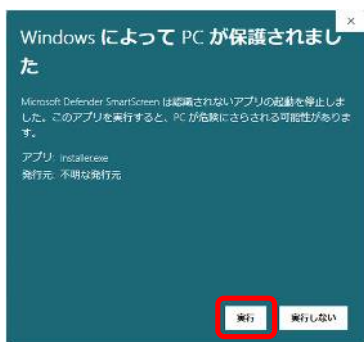 Windows によって PC が保護されまし
た
Microsoft Defender SmartScreen は認識されないアプリの起動を停止しま
した。このアプリを実行すると、PC が危険にさらされる可能性がありま
す。
アプリ: Installer.exe
発行元: 不明な発行元
実行 実行しない